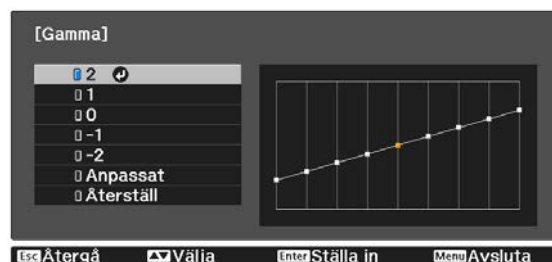 [Gamma]
2
1
0
-1
-2
Anpassat
Återställ
Esc Återgå ▲▼ Välja Enter Ställa in Menu Avsluta